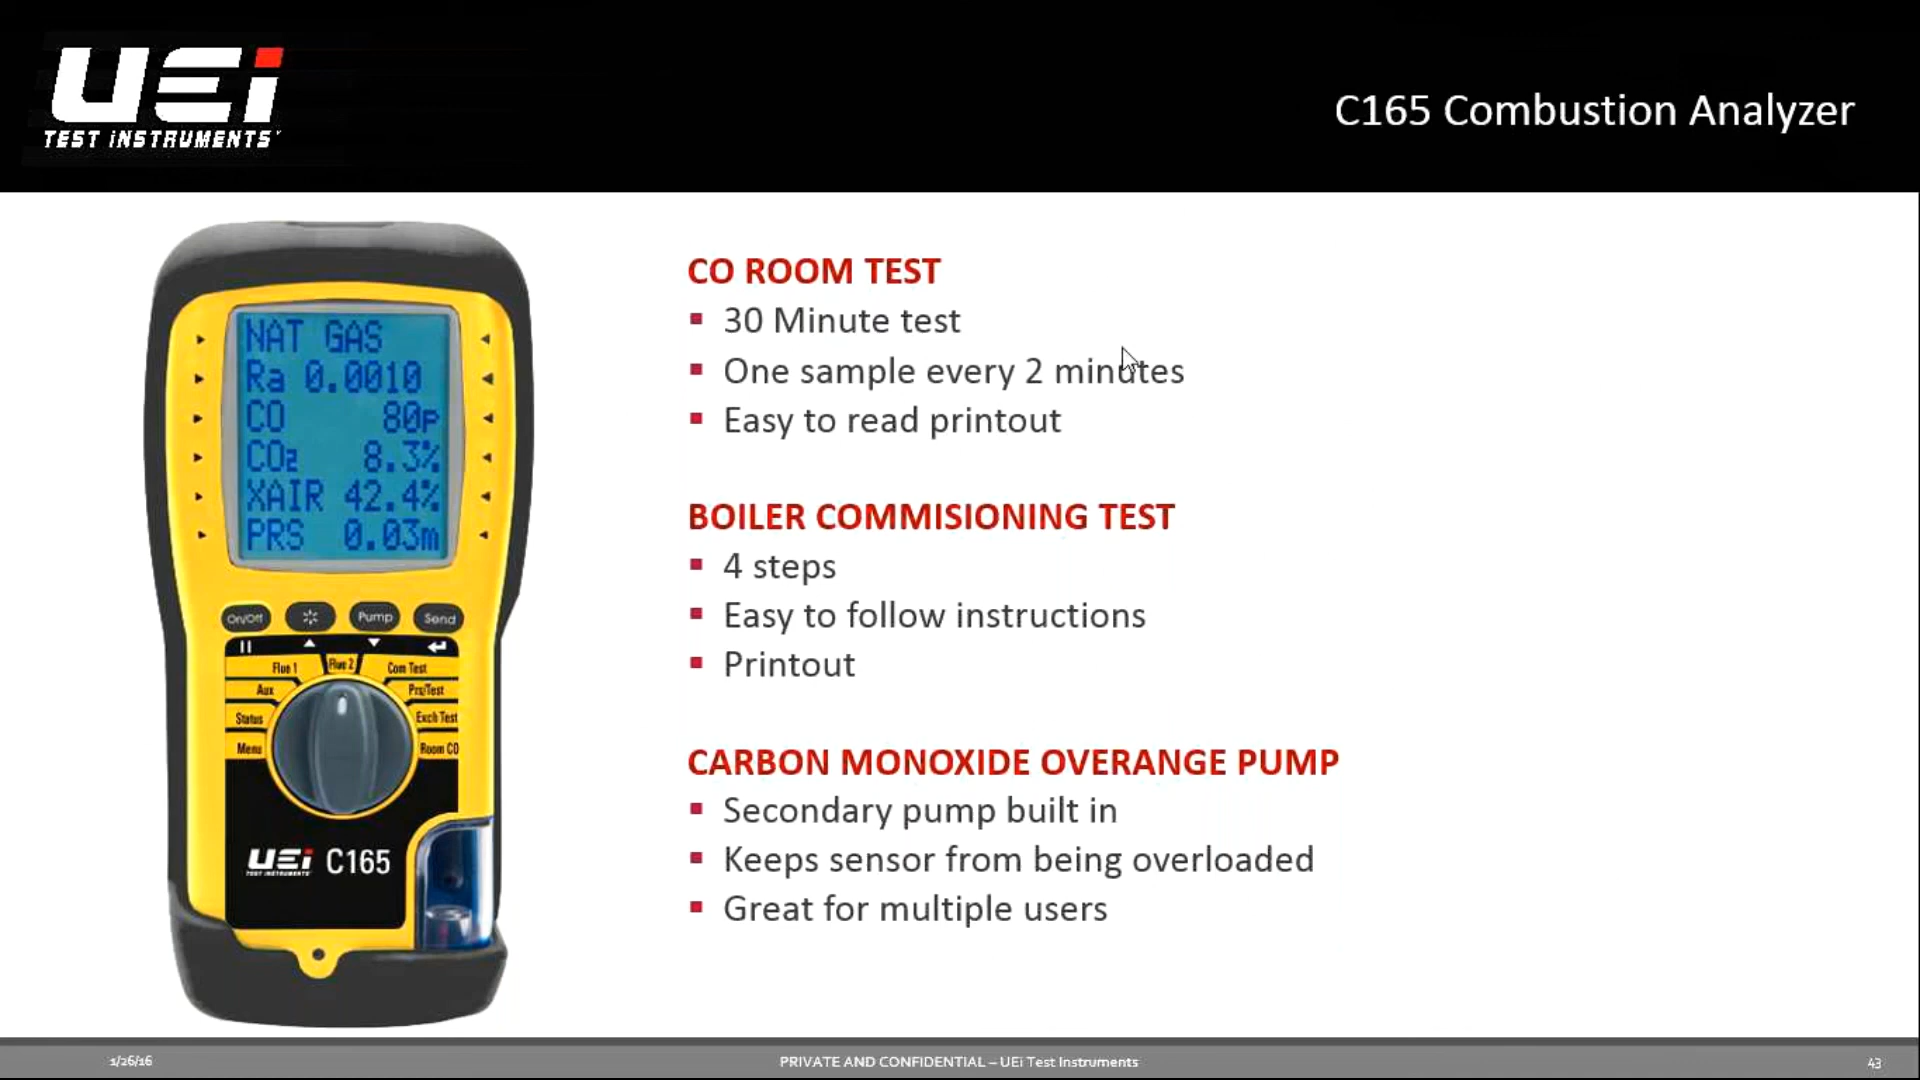 UEi
TEST iNSTRUMENTS
C165 Combustion Analyzer
NAT GAS
Ra 0.0010
CO 80p
CO₂ 8.3%
XAIR 42.4%
PRS 0.03m
On/Off Pump Send
Flue 1 Flue 2 Com Test
Aux Prs/Test
Status Exch Test
Menu Room CO
UEi C165
TEST INSTRUMENTS
CO ROOM TEST
▪ 30 Minute test
▪ One sample every 2 minutes
▪ Easy to read printout
BOILER COMMISIONING TEST
▪ 4 steps
▪ Easy to follow instructions
▪ Printout
CARBON MONOXIDE OVERANGE PUMP
▪ Secondary pump built in
▪ Keeps sensor from being overloaded
▪ Great for multiple users
1/26/16
PRIVATE AND CONFIDENTIAL – UEi Test Instruments
43